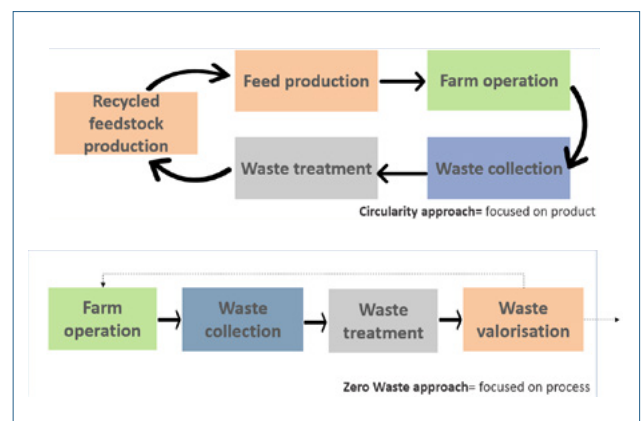 Feed production
Farm operation
Recycled
feedstock
production
Waste treatment
Waste collection
Circularity approach= focused on product
Farm
operation
Waste
collection
Waste
treatment
Waste
valorisation
Zero Waste approach= focused on process